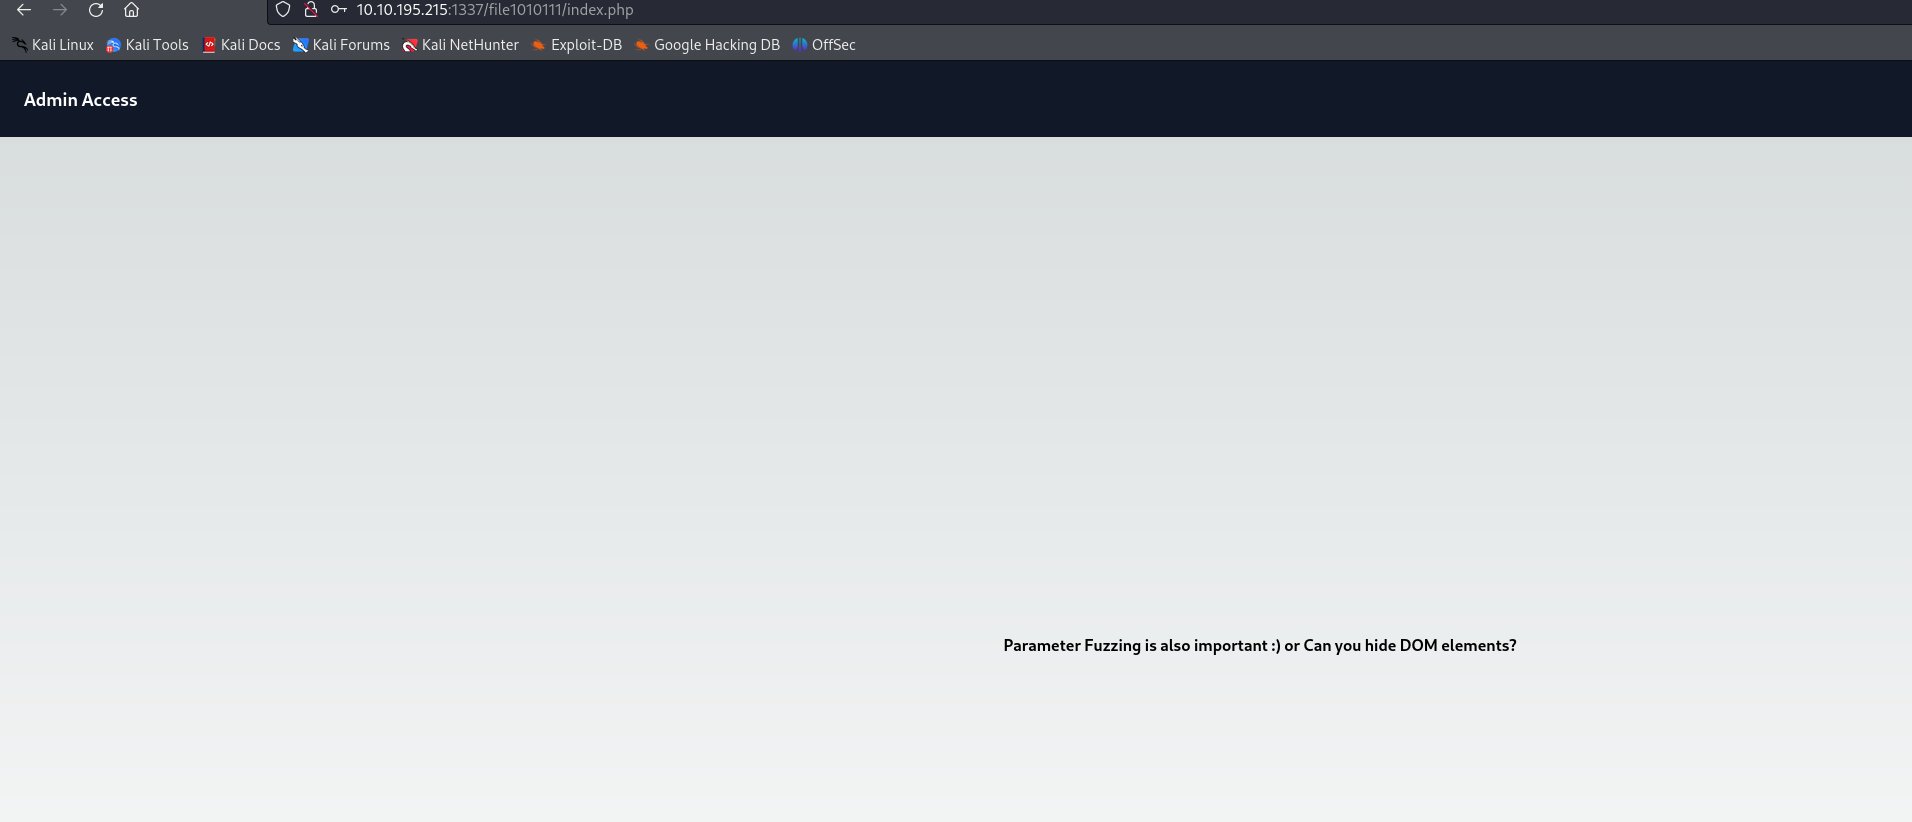 10.10.195.215:1337/file1010111/index.php
Kali Linux Kali Tools Kali Docs Kali Forums Kali NetHunter Exploit-DB Google Hacking DB OffSec
Admin Access
Parameter Fuzzing is also important :) or Can you hide DOM elements?